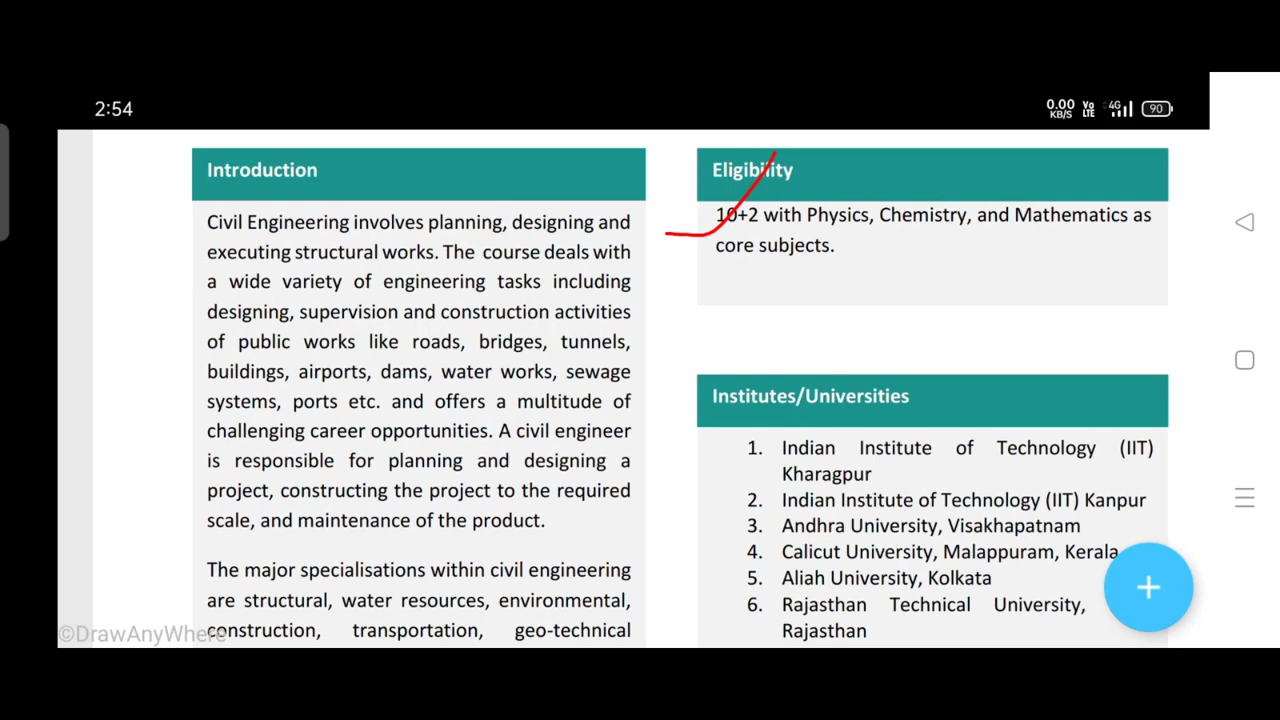 2:54
0.00 KB/S Vo LTE 4G 90
Introduction
Civil Engineering involves planning, designing and
executing structural works. The course deals with
a wide variety of engineering tasks including
designing, supervision and construction activities
of public works like roads, bridges, tunnels,
buildings, airports, dams, water works, sewage
systems, ports etc. and offers a multitude of
challenging career opportunities. A civil engineer
is responsible for planning and designing a
project, constructing the project to the required
scale, and maintenance of the product.
The major specialisations within civil engineering
are structural, water resources, environmental,
construction, transportation, geo-technical
©DrawAnyWhere
Eligibility
10+2 with Physics, Chemistry, and Mathematics as
core subjects.
Institutes/Universities
1. Indian Institute of Technology (IIT)
Kharagpur
2. Indian Institute of Technology (IIT) Kanpur
3. Andhra University, Visakhapatnam
4. Calicut University, Malappuram, Kerala
5. Aliah University, Kolkata
6. Rajasthan Technical University,
Rajasthan